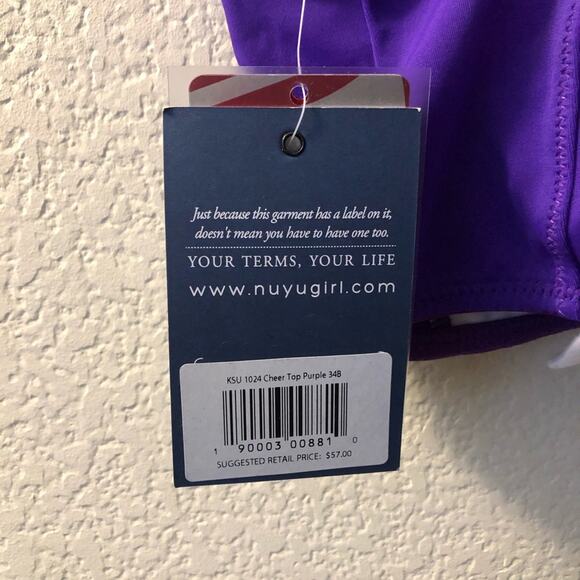 Just because this garment has a label on it,
doesn't mean you have to have one too.
YOUR TERMS, YOUR LIFE
www.nuyugirl.com
KSU 1024 Cheer Top Purple 34B
1 90003 00881 0
SUGGESTED RETAIL PRICE: $57.00